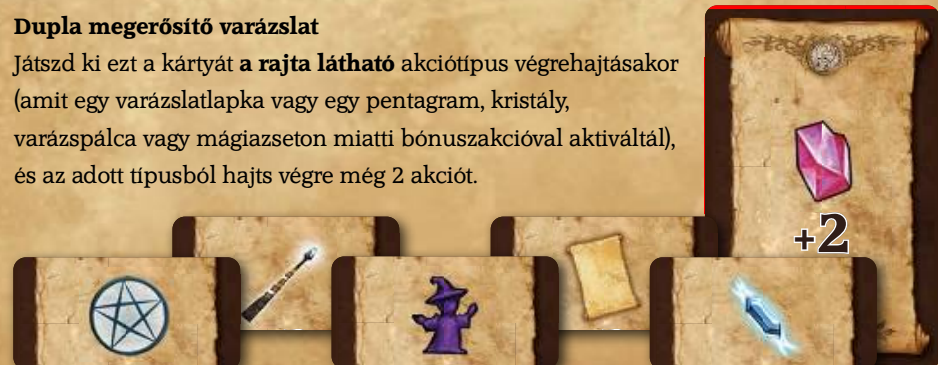 Dupla megerősítő varázslat
Játszd ki ezt a kártyát a rajta látható akciótípus végrehajtásakor
(amit egy varázslatlapka vagy egy pentagram, kristály,
varázspálca vagy mágiazseton miatti bónuszakcióval aktiváltál),
és az adott típusból hajts végre még 2 akciót.
+2